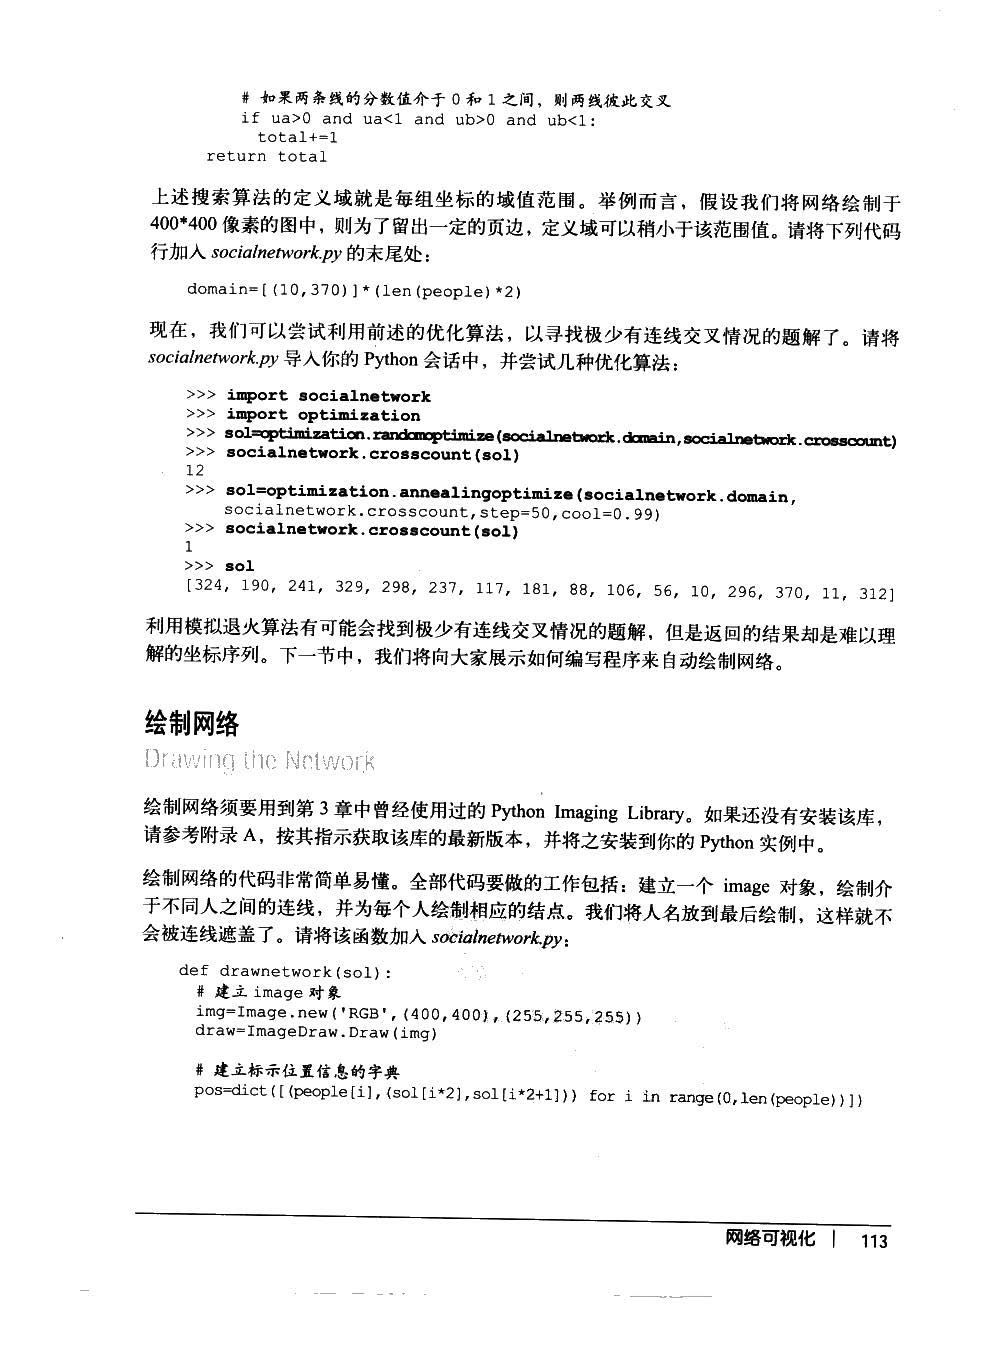 # 如果两条线的分数值介于 0 和 1 之间，则两线彼此交叉
if ua>0 and ua<1 and ub>0 and ub<1:
total+=1
return total
上述搜索算法的定义域就是每组坐标的域值范围。举例而言，假设我们将网络绘制于
400*400 像素的图中，则为了留出一定的页边，定义域可以稍小于该范围值。请将下列代码
行加入 socialnetwork.py 的末尾处：
domain=[(10,370)]*(len(people)*2)
现在，我们可以尝试利用前述的优化算法，以寻找极少有连线交叉情况的题解了。请将
socialnetwork.py 导入你的 Python 会话中，并尝试几种优化算法：
>>> import socialnetwork
>>> import optimization
>>> sol=optimization.randomoptimize(socialnetwork.domain,socialnetwork.crosscount)
>>> socialnetwork.crosscount(sol)
12
>>> sol=optimization.annealingoptimize(socialnetwork.domain,
socialnetwork.crosscount,step=50,cool=0.99)
>>> socialnetwork.crosscount(sol)
1
>>> sol
[324, 190, 241, 329, 298, 237, 117, 181, 88, 106, 56, 10, 296, 370, 11, 312]
利用模拟退火算法有可能会找到极少有连线交叉情况的题解，但是返回的结果却是难以理
解的坐标序列。下一节中，我们将向大家展示如何编写程序来自动绘制网络。
绘制网络
Drawing the Network
绘制网络须要用到第 3 章中曾经使用过的 Python Imaging Library。如果还没有安装该库，
请参考附录 A，按其指示获取该库的最新版本，并将之安装到你的 Python 实例中。
绘制网络的代码非常简单易懂。全部代码要做的工作包括：建立一个 image 对象，绘制介
于不同人之间的连线，并为每个人绘制相应的结点。我们将人名放到最后绘制，这样就不
会被连线遮盖了。请将该函数加入 socialnetwork.py：
def drawnetwork(sol):
# 建立 image 对象
img=Image.new('RGB',(400,400),(255,255,255))
draw=ImageDraw.Draw(img)
# 建立标示位置信息的字典
pos=dict([(people[i],(sol[i*2],sol[i*2+1])) for i in range(0,len(people))])
网络可视化 | 113